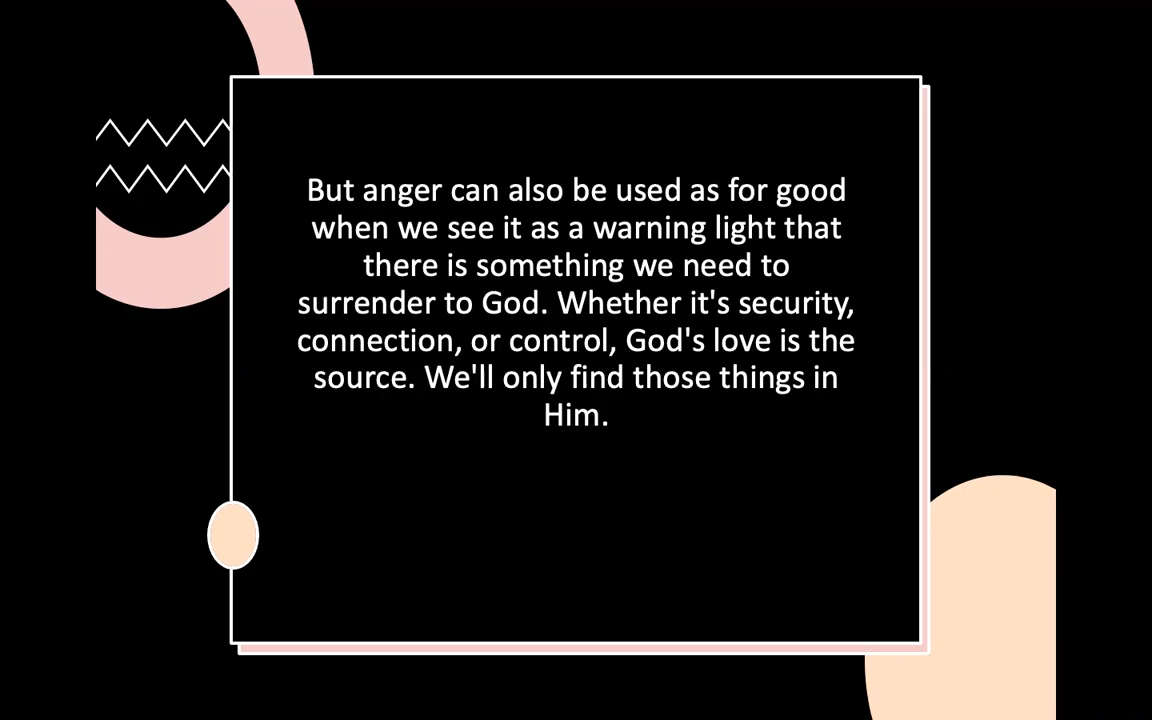 But anger can also be used as for good
when we see it as a warning light that
there is something we need to
surrender to God. Whether it's security,
connection, or control, God's love is the
source. We'll only find those things in
Him.